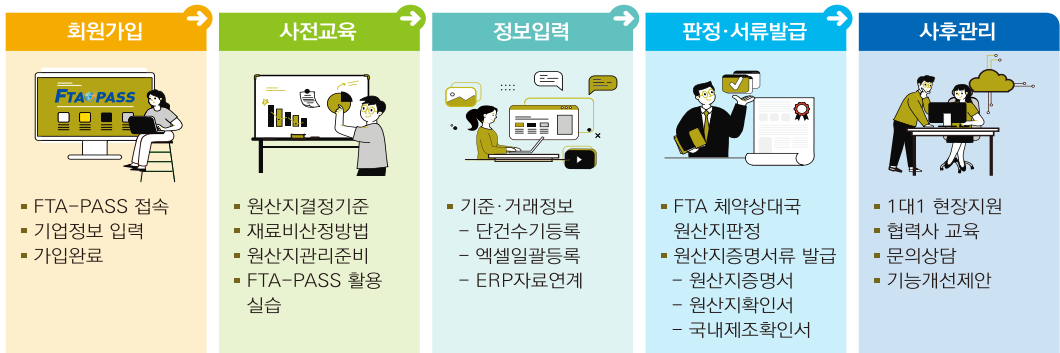 회원가입
FTA-PASS
- FTA-PASS 접속
- 기업정보 입력
- 가입완료
사전교육
- 원산지결정기준
- 재료비산정방법
- 원산지관리준비
- FTA-PASS 활용
실습
정보입력
- 기준·거래정보
- 단건수기등록
- 엑셀일괄등록
- ERP자료연계
판정·서류발급
- FTA 체약상대국
원산지판정
- 원산지증명서류 발급
- 원산지증명서
- 원산지확인서
- 국내제조확인서
사후관리
- 1대1 현장지원
- 협력사 교육
- 문의상담
- 기능개선제안